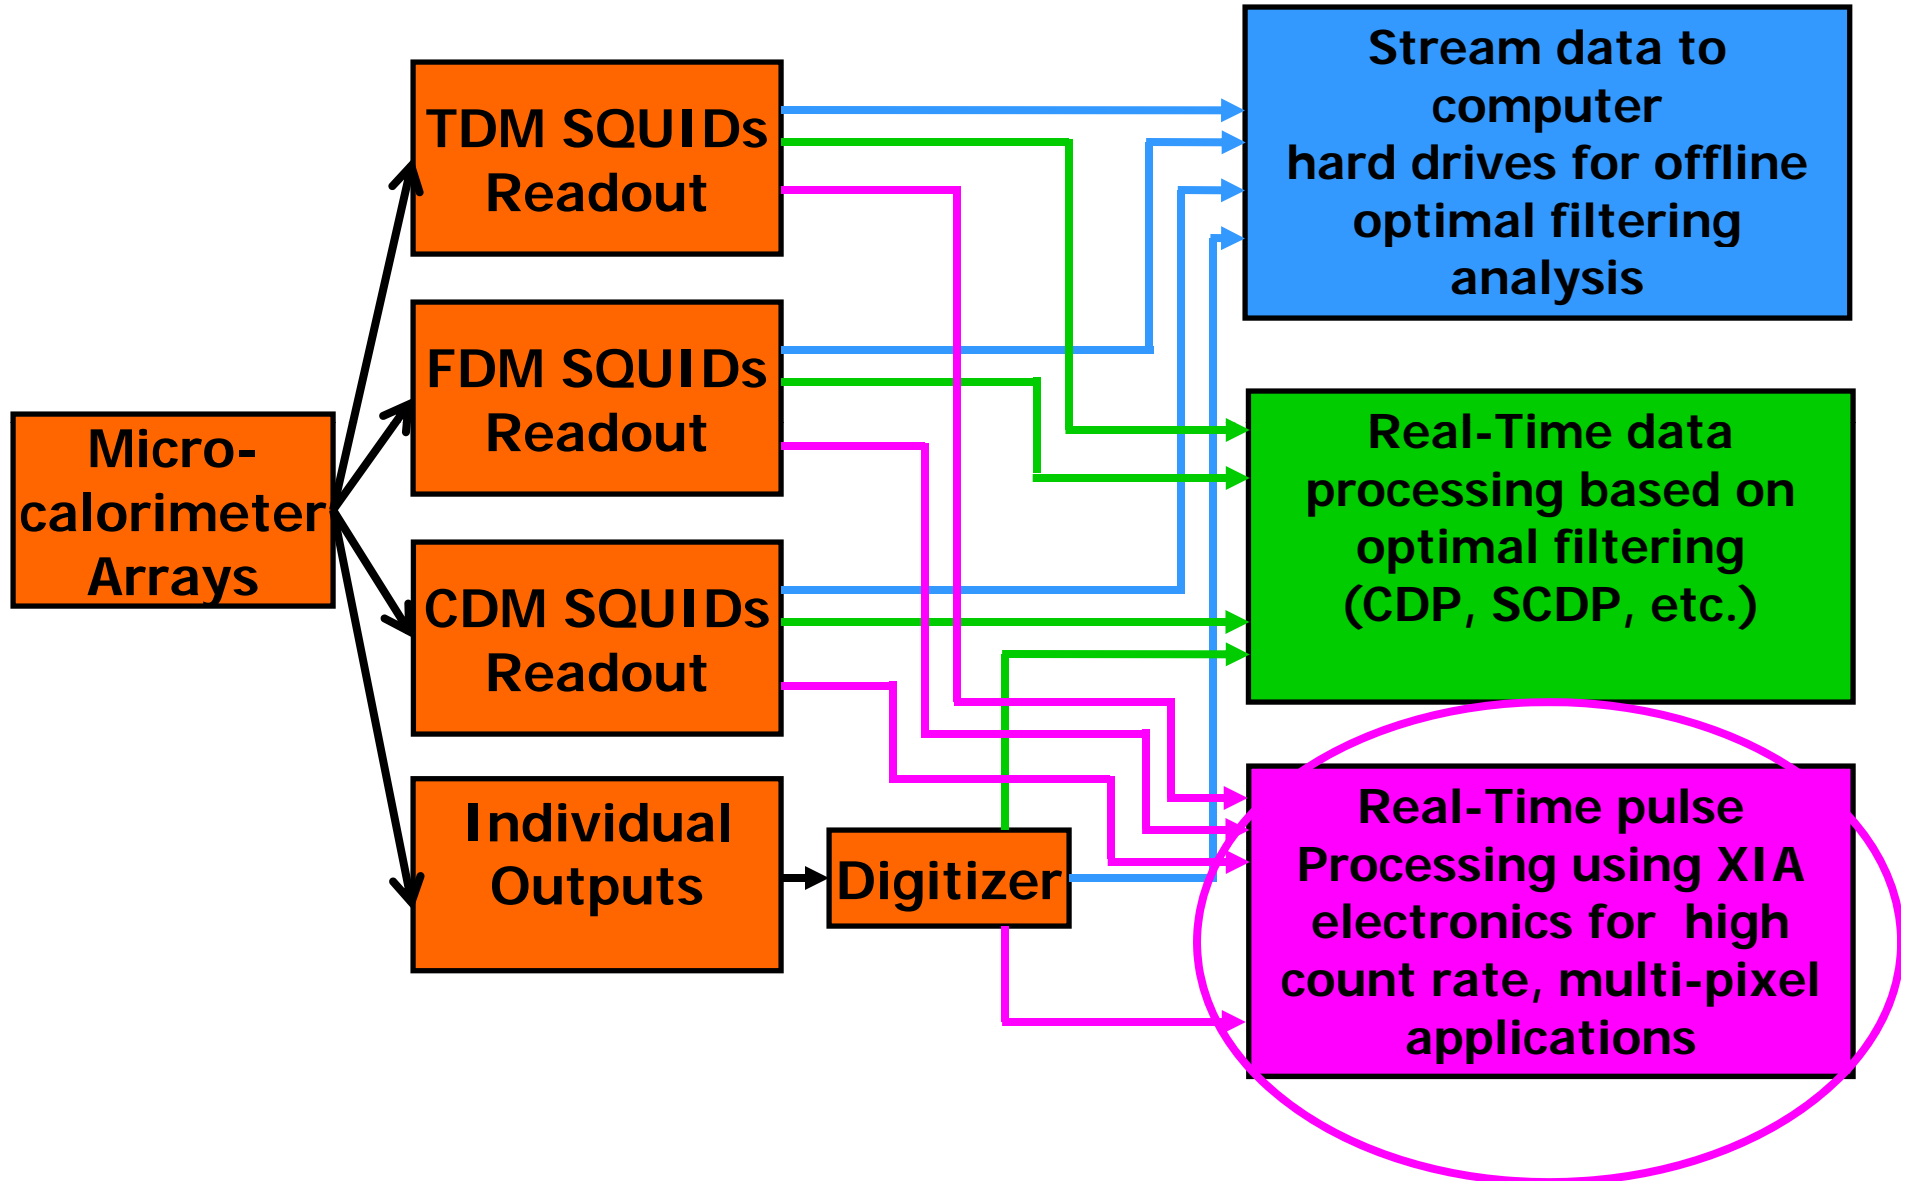 TDM SQUIDs
Readout
FDM SQUIDs
Readout
Micro-
calorimeter
Arrays
CDM SQUIDs
Readout
Individual
Outputs
Digitizer
Stream data to
computer
hard drives for offline
optimal filtering
analysis
Real-Time data
processing based on
optimal filtering
(CDP, SCDP, etc.)
Real-Time pulse
Processing using XIA
electronics for high
count rate, multi-pixel
applications